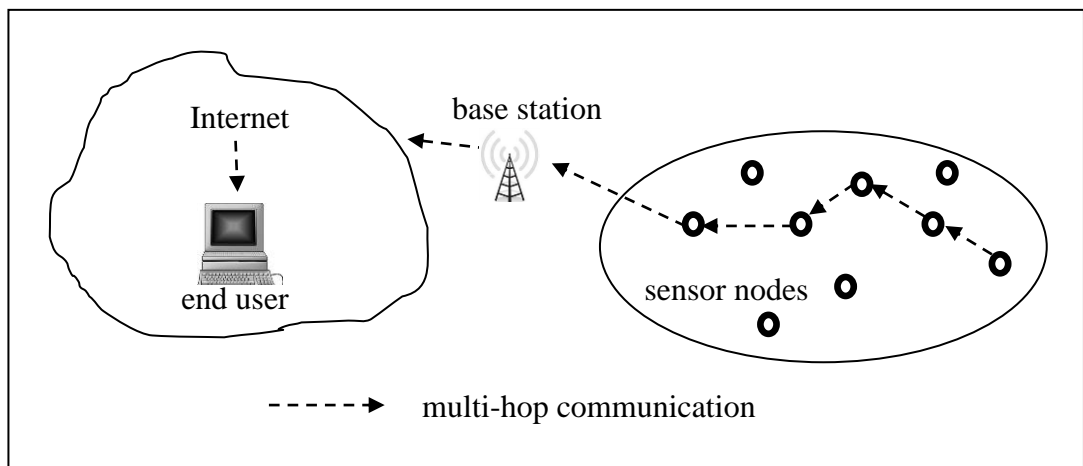 Internet
end user
base station
sensor nodes
multi-hop communication